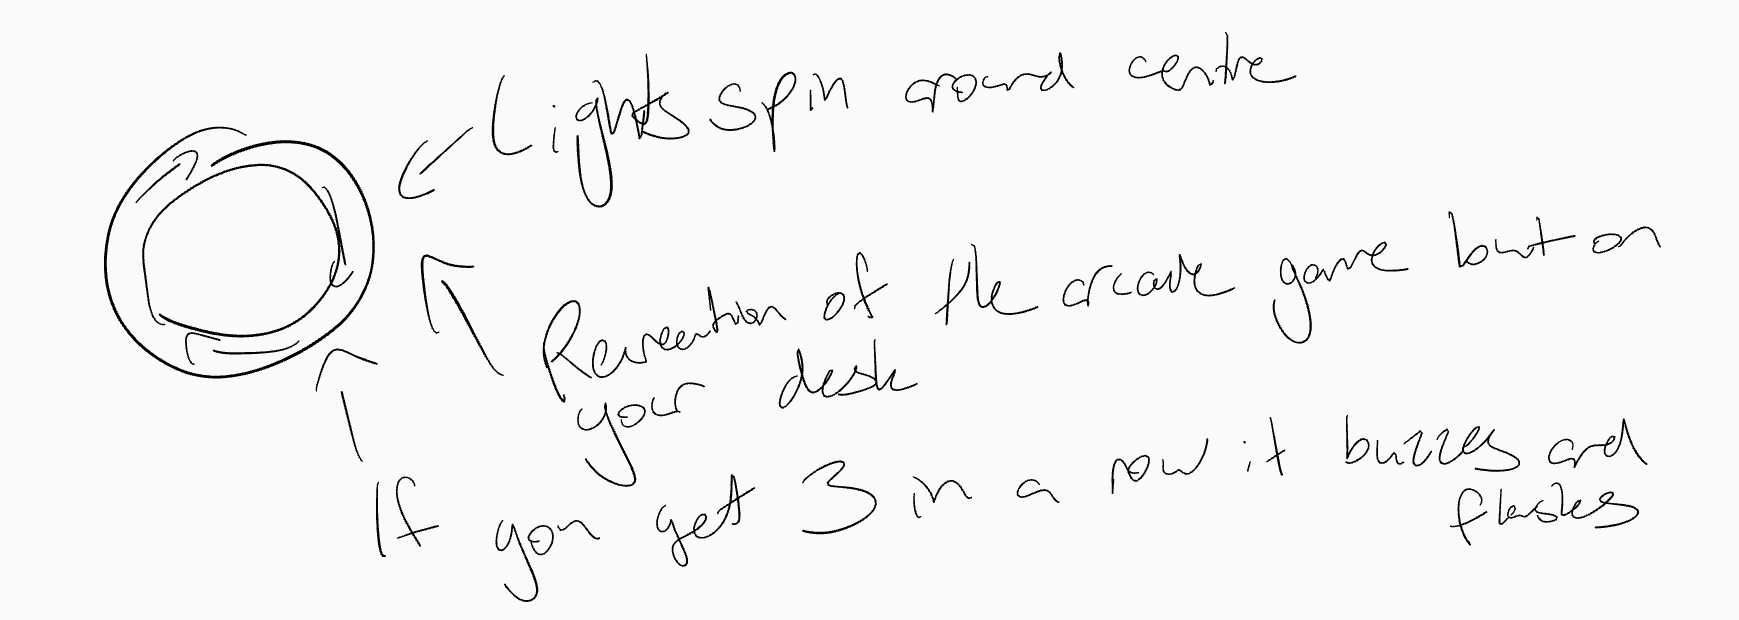 Lights spin around centre
Recreation of the arcade game but on
your desk
If you get 3 in a row it buzzes and
flashes